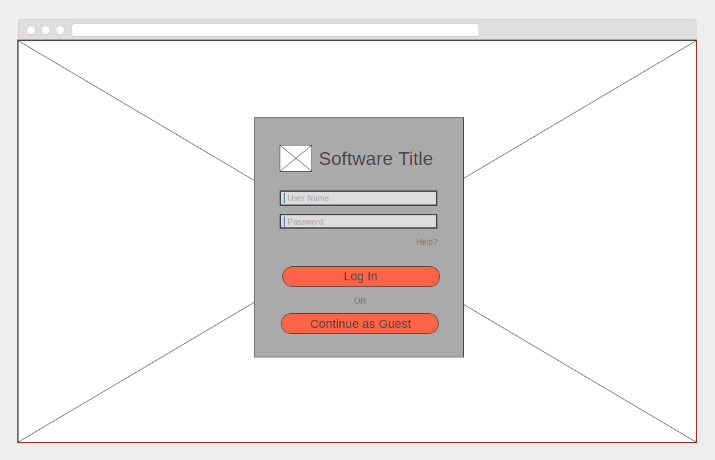 Software Title
User Name
Password
Help?
Log In
OR
Continue as Guest